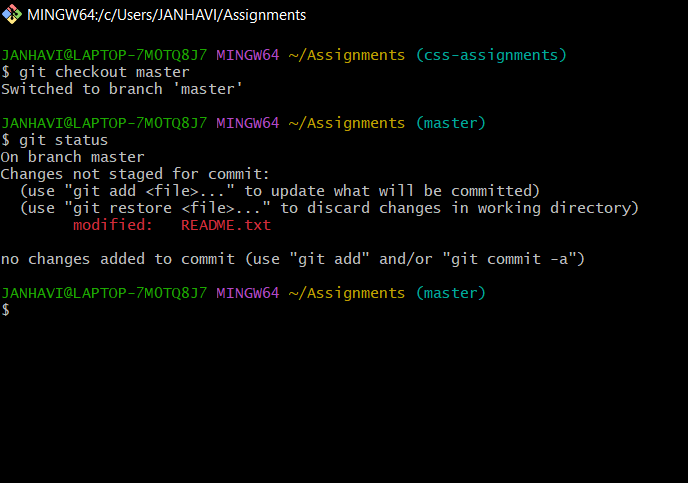 MINGW64:/c/Users/JANHAVI/Assignments
JANHAVI@LAPTOP-7M0TQ8J7 MINGW64 ~/Assignments (css-assignments)
$ git checkout master
Switched to branch 'master'
JANHAVI@LAPTOP-7M0TQ8J7 MINGW64 ~/Assignments (master)
$ git status
On branch master
Changes not staged for commit:
  (use "git add <file>..." to update what will be committed)
  (use "git restore <file>..." to discard changes in working directory)
        modified:   README.txt
no changes added to commit (use "git add" and/or "git commit -a")
JANHAVI@LAPTOP-7M0TQ8J7 MINGW64 ~/Assignments (master)
$